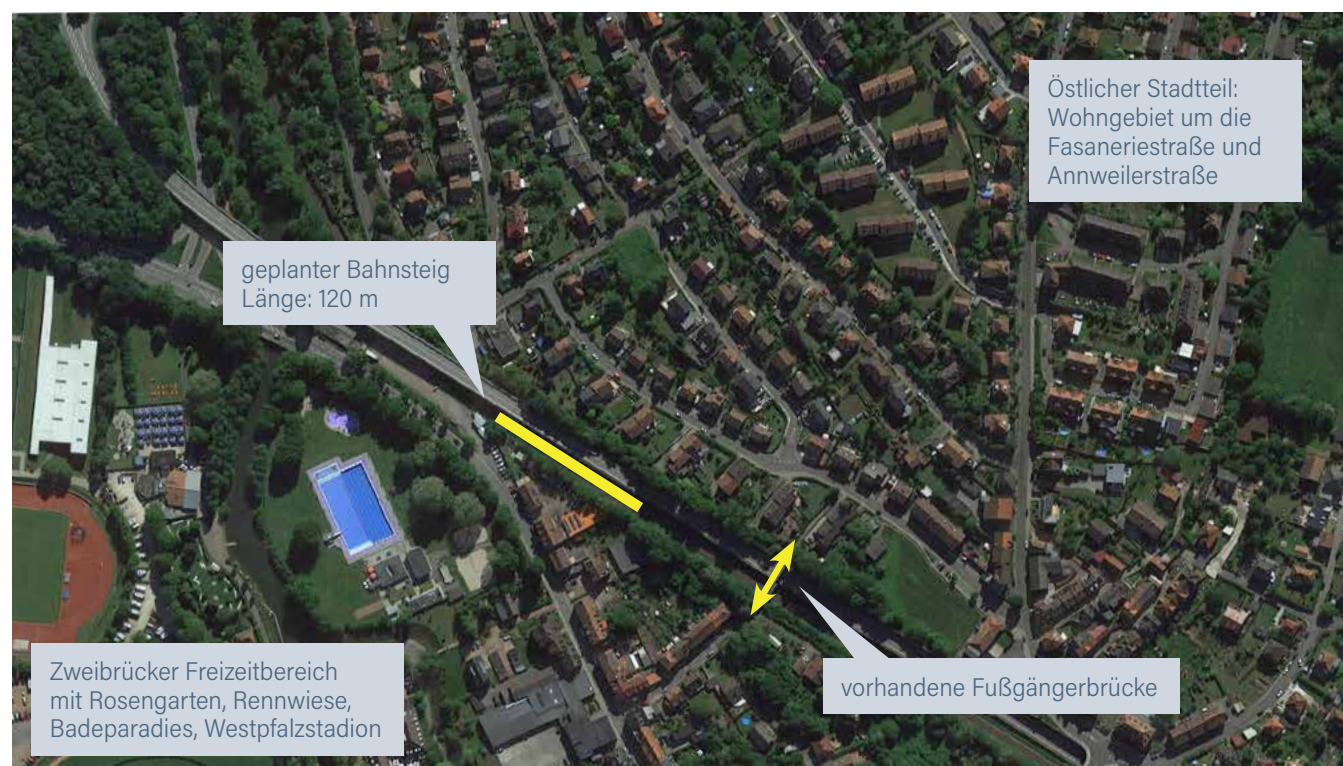 Östlicher Stadtteil:
Wohngebiet um die
Fasaneriestraße und
Annweilerstraße
geplanter Bahnsteig
Länge: 120 m
Zweibrücker Freizeitbereich
mit Rosengarten, Rennwiese,
Badeparadies, Westpfalzstadion
vorhandene Fußgängerbrücke